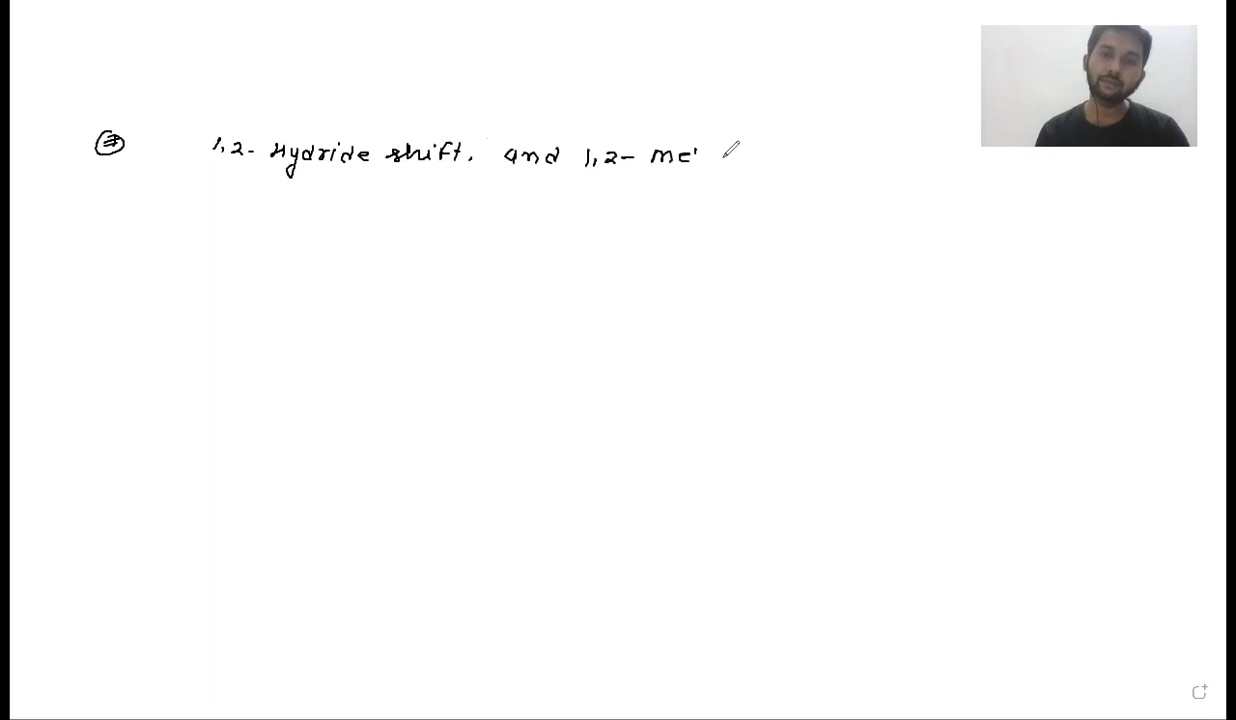 1,2- Hydride shift. and 1,2- me